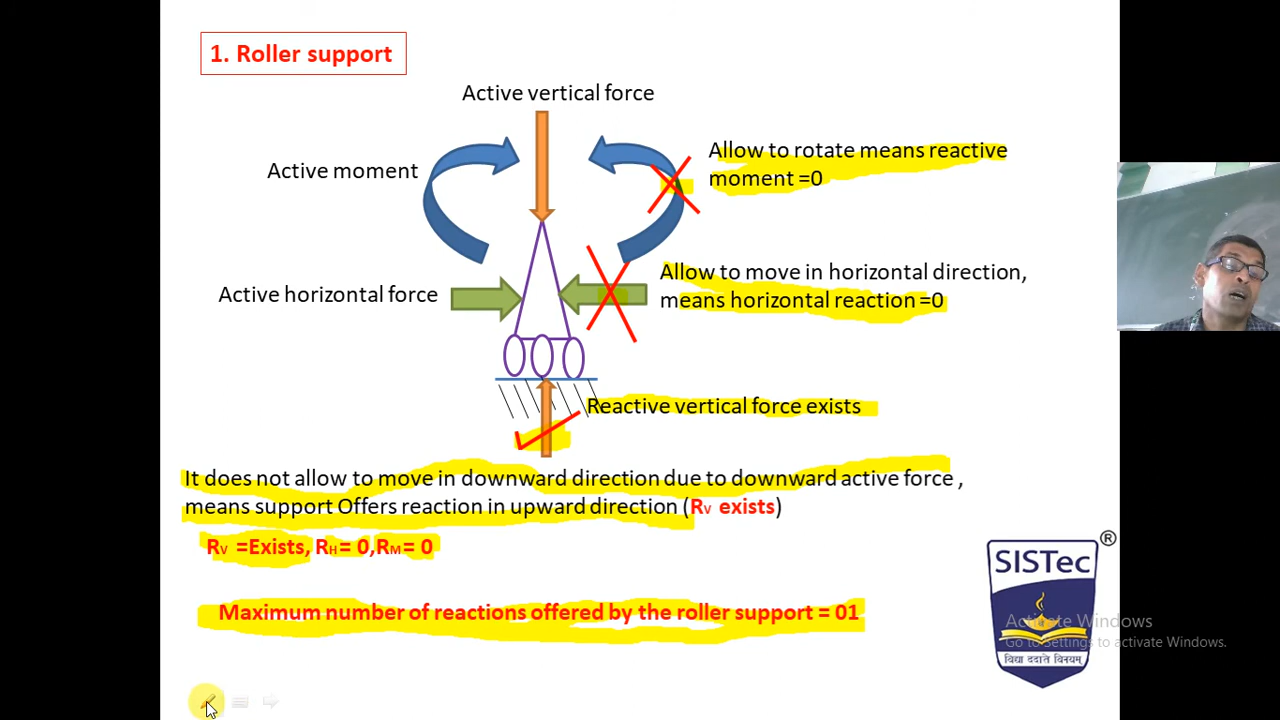 1. Roller support
Active vertical force
Active moment
Allow to rotate means reactive
moment =0
Active horizontal force
Allow to move in horizontal direction,
means horizontal reaction =0
Reactive vertical force exists
It does not allow to move in downward direction due to downward active force ,
means support Offers reaction in upward direction (RV exists)
RV =Exists, RH= 0,RM= 0
Maximum number of reactions offered by the roller support = 01
®
SISTec
विद्या ददाति विनयम्
Activate Windows
Go to Settings to activate Windows.